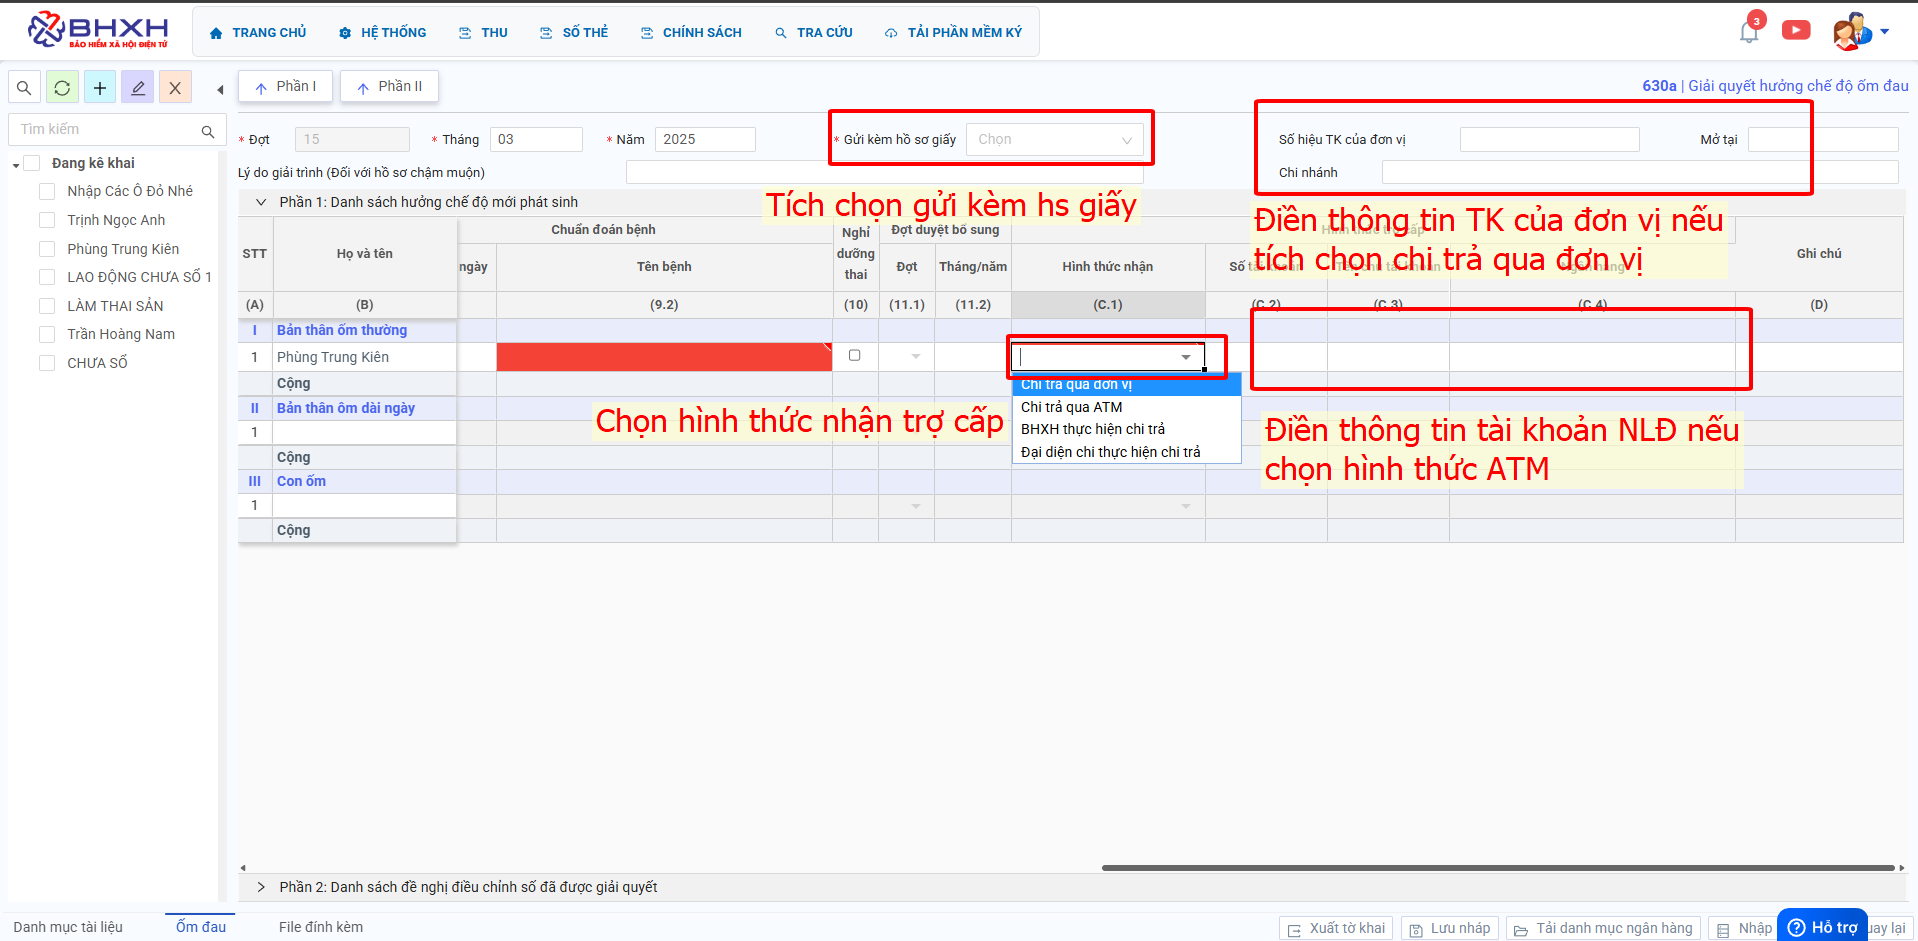 BHXH
BẢO HIỂM XÃ HỘI ĐIỆN TỬ
TRANG CHỦ
HỆ THỐNG
THU
SỔ THẺ
CHÍNH SÁCH
TRA CỨU
TẢI PHẦN MỀM KÝ
3
Phần I
Phần II
630a | Giải quyết hưởng chế độ ốm đau
Tìm kiếm
Đang kê khai
Nhập Các Ô Đỏ Nhé
Trịnh Ngọc Anh
Phùng Trung Kiên
LAO ĐỘNG CHƯA SỐ 1
LÀM THAI SẢN
Trần Hoàng Nam
CHƯA SỔ
* Đợt 15 * Tháng 03 * Năm 2025 * Gửi kèm hồ sơ giấy Chọn
Số hiệu TK của đơn vị
Mở tại
Lý do giải trình (Đối với hồ sơ chậm muộn)
Chi nhánh
Phần 1: Danh sách hưởng chế độ mới phát sinh
Tích chọn gửi kèm hs giấy
Điền thông tin TK của đơn vị nếu
tích chọn chi trả qua đơn vị
STT
Họ và tên
Chuẩn đoán bệnh
ngày
Tên bệnh
Nghỉ
dưỡng
thai
Đợt duyệt bổ sung
Đợt
Tháng/năm
Hình thức nhận
Ghi chú
(A) (B) (9.2) (10) (11.1) (11.2) (C.1) (C.2) (C.3) (C.4) (D)
I Bản thân ốm thường
1 Phùng Trung Kiên
Cộng
II Bản thân ốm dài ngày
1
Cộng
III Con ốm
1
Cộng
Chi trả qua đơn vị
Chi trả qua ATM
BHXH thực hiện chi trả
Đại diện chi thực hiện chi trả
Chọn hình thức nhận trợ cấp
Điền thông tin tài khoản NLĐ nếu
chọn hình thức ATM
Phần 2: Danh sách đề nghị điều chỉnh số đã được giải quyết
Danh mục tài liệu
Ốm đau
File đính kèm
Xuất tờ khai
Lưu nháp
Tải danh mục ngân hàng
Nhập
Hỗ trợ
uay lại